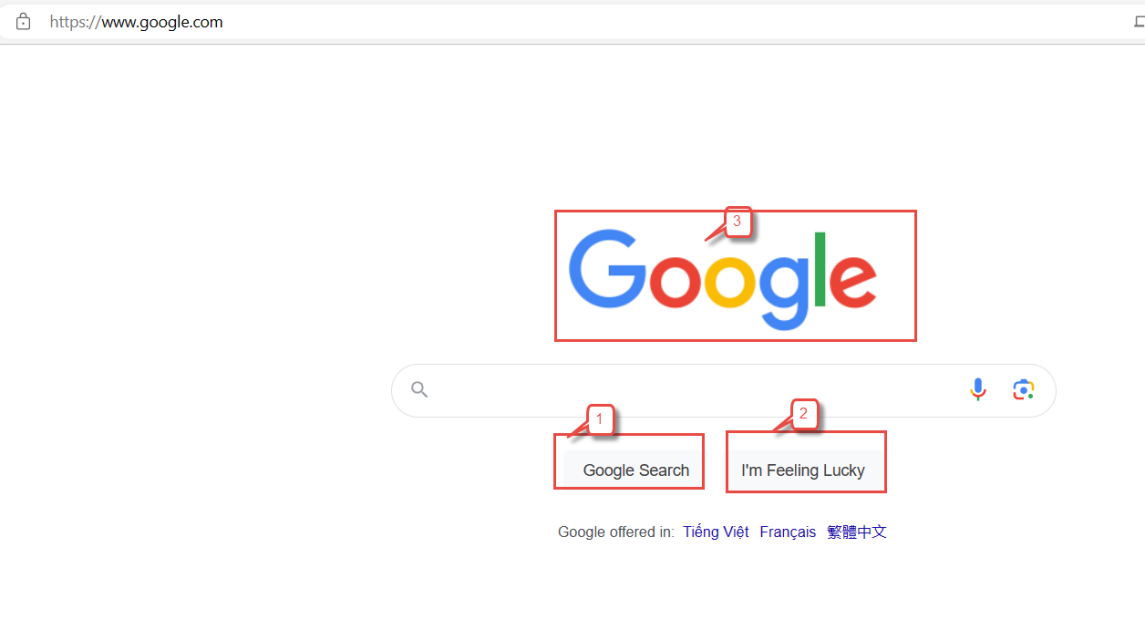 https://www.google.com
3
Google
1
2
Google Search I'm Feeling Lucky
Google offered in: Tiếng Việt Français 繁體中文